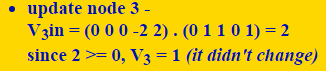 • update node 3 -
V3in = (0 0 0 -2 2) . (0 1 1 0 1) = 2
since 2 >= 0, V3 = 1 (it didn't change)